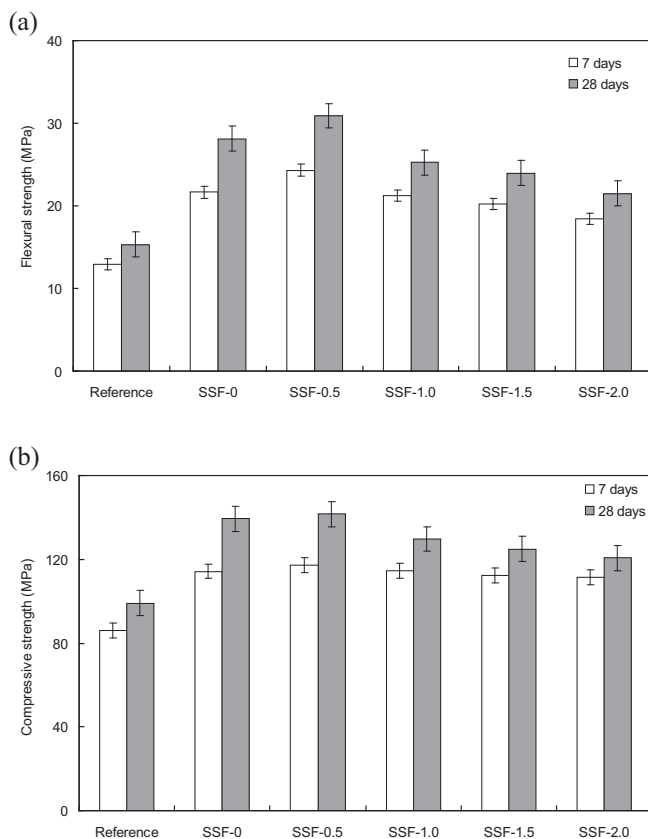 (a)
40
7 days
28 days
30
Flexural strength (MPa)
20
10
0
Reference SSF-0 SSF-0.5 SSF-1.0 SSF-1.5 SSF-2.0
(b)
160
7 days
28 days
120
Compressive strength (MPa)
80
40
0
Reference SSF-0 SSF-0.5 SSF-1.0 SSF-1.5 SSF-2.0